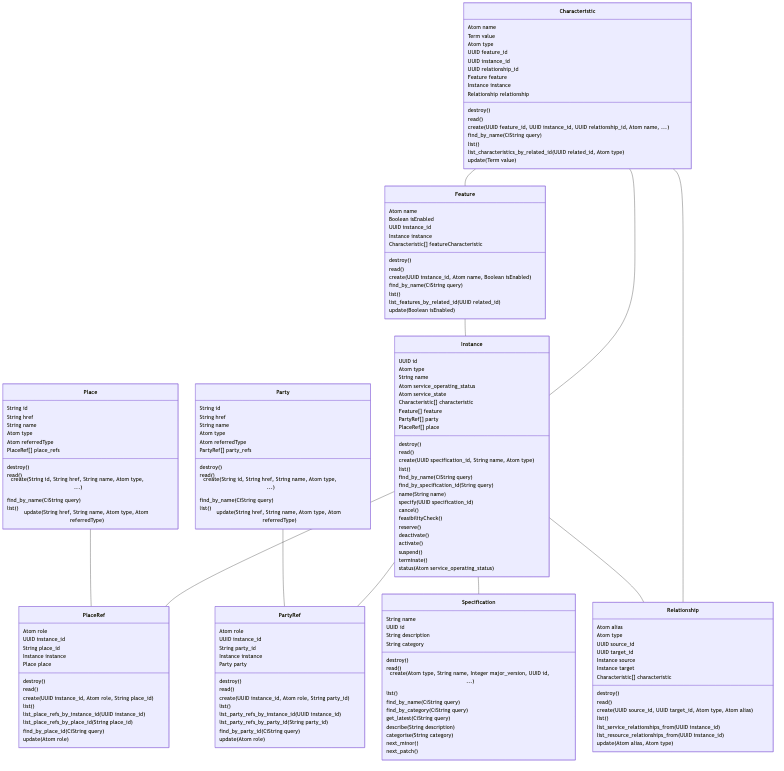 Characteristic
Atom name
Term value
Atom type
UUID feature_id
UUID instance_id
UUID relationship_id
Feature feature
Instance instance
Relationship relationship
destroy()
read()
create(UUID feature_id, UUID instance_id, UUID relationship_id, Atom name, ...)
find_by_name(CiString query)
list()
list_characteristics_by_related_id(UUID related_id, Atom type)
update(Term value)
Feature
Atom name
Boolean isEnabled
UUID instance_id
Instance instance
Characteristic[] featureCharacteristic
destroy()
read()
create(UUID instance_id, Atom name, Boolean isEnabled)
find_by_name(CiString query)
list()
list_features_by_related_id(UUID related_id)
update(Boolean isEnabled)
Instance
UUID id
Atom type
String name
Atom service_operating_status
Atom service_state
Characteristic[] characteristic
Feature[] feature
PartyRef[] party
PlaceRef[] place
destroy()
read()
create(UUID specification_id, String name, Atom type)
list()
find_by_name(CiString query)
find_by_specification_id(String query)
name(String name)
specify(UUID specification_id)
cancel()
feasibilityCheck()
reserve()
deactivate()
activate()
suspend()
terminate()
status(Atom service_operating_status)
Place
String id
String href
String name
Atom type
Atom referredType
PlaceRef[] place_refs
destroy()
read()
create(String id, String href, String name, Atom type,
...)
find_by_name(CiString query)
list()
update(String href, String name, Atom type, Atom
referredType)
Party
String id
String href
String name
Atom type
Atom referredType
PartyRef[] party_refs
destroy()
read()
create(String id, String href, String name, Atom type,
...)
find_by_name(CiString query)
list()
update(String href, String name, Atom type, Atom
referredType)
PlaceRef
Atom role
UUID instance_id
String place_id
Instance instance
Place place
destroy()
read()
create(UUID instance_id, Atom role, String place_id)
list()
list_place_refs_by_instance_id(UUID instance_id)
list_place_refs_by_place_id(String place_id)
find_by_place_id(CiString query)
update(Atom role)
PartyRef
Atom role
UUID instance_id
String party_id
Instance instance
Party party
destroy()
read()
create(UUID instance_id, Atom role, String party_id)
list()
list_party_refs_by_instance_id(UUID instance_id)
list_party_refs_by_party_id(String party_id)
find_by_party_id(CiString query)
update(Atom role)
Specification
String name
UUID id
String description
String category
destroy()
read()
create(Atom type, String name, Integer major_version, UUID id,
...)
list()
find_by_name(CiString query)
find_by_category(CiString query)
get_latest(CiString query)
describe(String description)
categorise(String category)
next_minor()
next_patch()
Relationship
Atom alias
Atom type
UUID source_id
UUID target_id
Instance source
Instance target
Characteristic[] characteristic
destroy()
read()
create(UUID source_id, UUID target_id, Atom type, Atom alias)
list()
list_service_relationships_from(UUID instance_id)
list_resource_relationships_from(UUID instance_id)
update(Atom alias, Atom type)